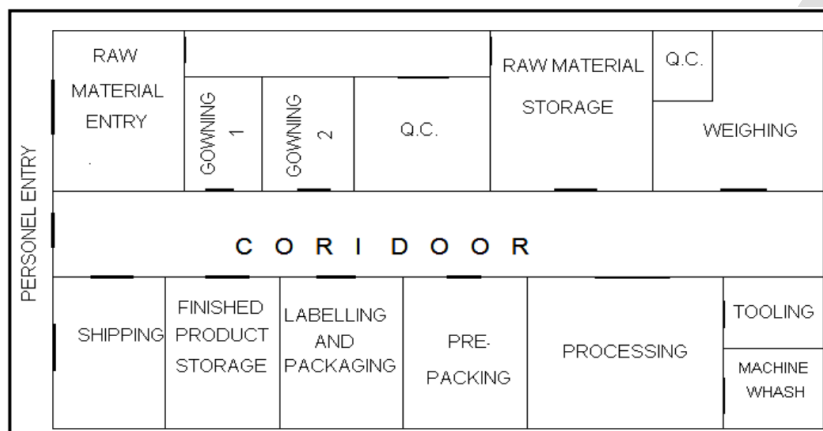 PERSONEL ENTRY
RAW
MATERIAL
ENTRY
GOWNING
1
GOWNING
2
Q.C.
RAW MATERIAL
STORAGE
Q.C.
WEIGHING
C O R I D O O R
SHIPPING
FINISHED
PRODUCT
STORAGE
LABELLING
AND
PACKAGING
PRE-
PACKING
PROCESSING
TOOLING
MACHINE
WHASH